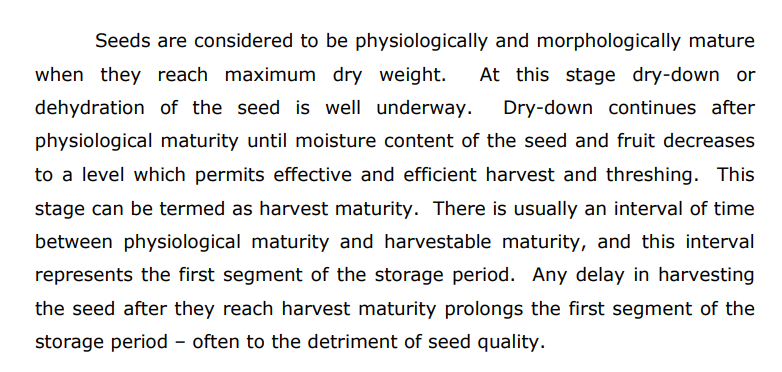 Seeds are considered to be physiologically and morphologically mature
when they reach maximum dry weight. At this stage dry-down or
dehydration of the seed is well underway. Dry-down continues after
physiological maturity until moisture content of the seed and fruit decreases
to a level which permits effective and efficient harvest and threshing. This
stage can be termed as harvest maturity. There is usually an interval of time
between physiological maturity and harvestable maturity, and this interval
represents the first segment of the storage period. Any delay in harvesting
the seed after they reach harvest maturity prolongs the first segment of the
storage period – often to the detriment of seed quality.